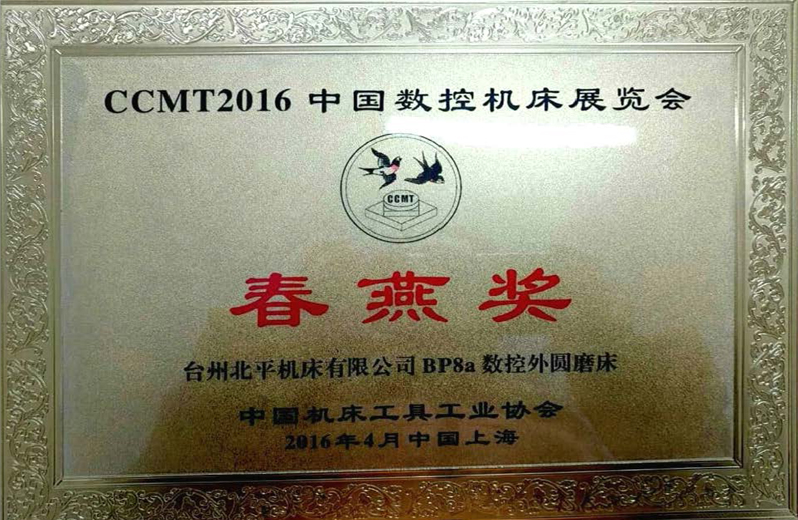 CCMT2016 中国数控机床展览会
CCMT
春燕奖
台州北平机床有限公司 BP8a 数控外圆磨床
中国机床工具工业协会
2016年4月中国上海